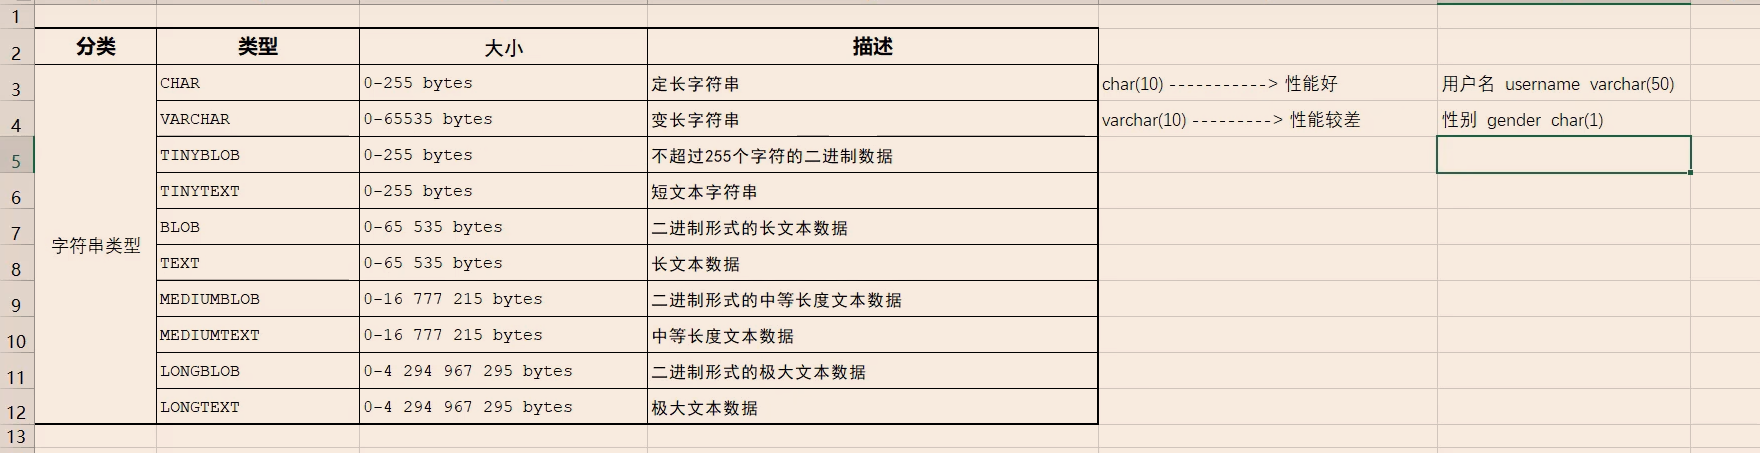 1
2 分类 类型 大小 描述
3 CHAR 0-255 bytes 定长字符串 char(10) -----------> 性能好 用户名 username varchar(50)
4 VARCHAR 0-65535 bytes 变长字符串 varchar(10) ---------> 性能较差 性别 gender char(1)
5 TINYBLOB 0-255 bytes 不超过255个字符的二进制数据
6 TINYTEXT 0-255 bytes 短文本字符串
7 BLOB 0-65 535 bytes 二进制形式的长文本数据
字符串类型
8 TEXT 0-65 535 bytes 长文本数据
9 MEDIUMBLOB 0-16 777 215 bytes 二进制形式的中等长度文本数据
10 MEDIUMTEXT 0-16 777 215 bytes 中等长度文本数据
11 LONGBLOB 0-4 294 967 295 bytes 二进制形式的极大文本数据
12 LONGTEXT 0-4 294 967 295 bytes 极大文本数据
13